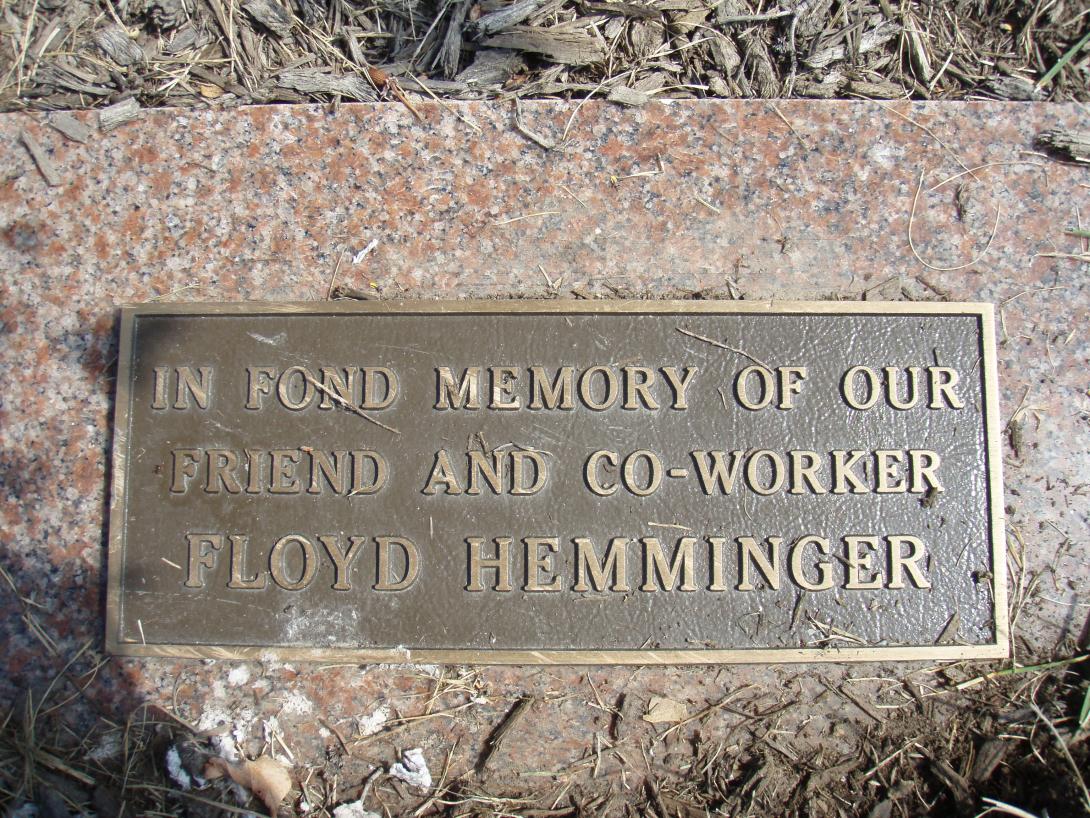 IN FOND MEMORY OF OUR
FRIEND AND CO-WORKER
FLOYD HEMMINGER